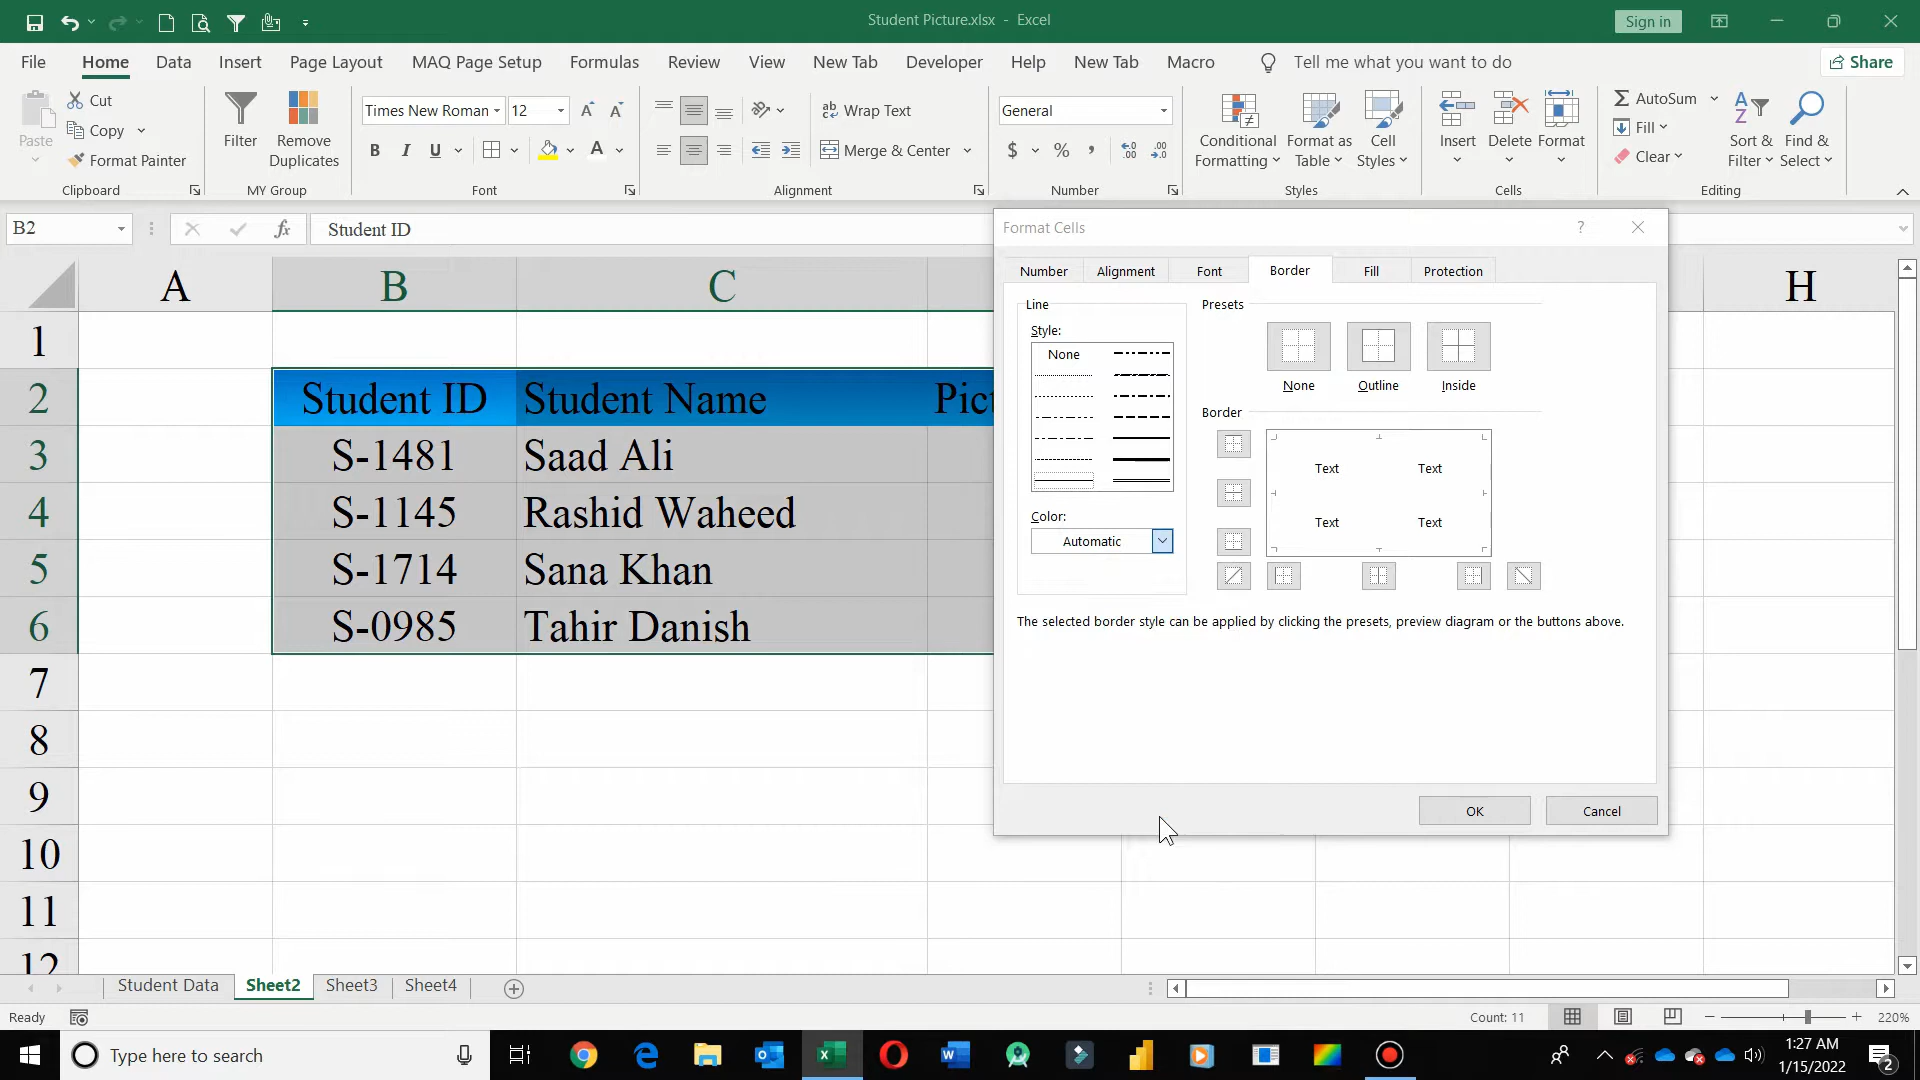 Student Picture.xlsx - Excel
Sign in
File Home Data Insert Page Layout MAQ Page Setup Formulas Review View New Tab Developer Help New Tab Macro Tell me what you want to do Share
Paste
Cut
Copy
Format Painter
Clipboard
Filter
Remove Duplicates
MY Group
Times New Roman 12
B I U A
Font
ab Wrap Text
Merge & Center
Alignment
General
$ % ,
Number
Conditional Formatting
Format as Table
Cell Styles
Styles
Insert
Delete
Format
Cells
AutoSum
Fill
Clear
Sort & Filter
Find & Select
Editing
B2
fx
Student ID
A B C H
1
2 Student ID Student Name
3 S-1481 Saad Ali
4 S-1145 Rashid Waheed
5 S-1714 Sana Khan
6 S-0985 Tahir Danish
7
8
9
10
11
12
Format Cells
?
Number Alignment Font Border Fill Protection
Line
Style:
None
Color:
Automatic
Presets
None Outline Inside
Border
Text Text
Text Text
The selected border style can be applied by clicking the presets, preview diagram or the buttons above.
OK Cancel
Student Data Sheet2 Sheet3 Sheet4
Ready
Count: 11
220%
Type here to search
1:27 AM
1/15/2022
2